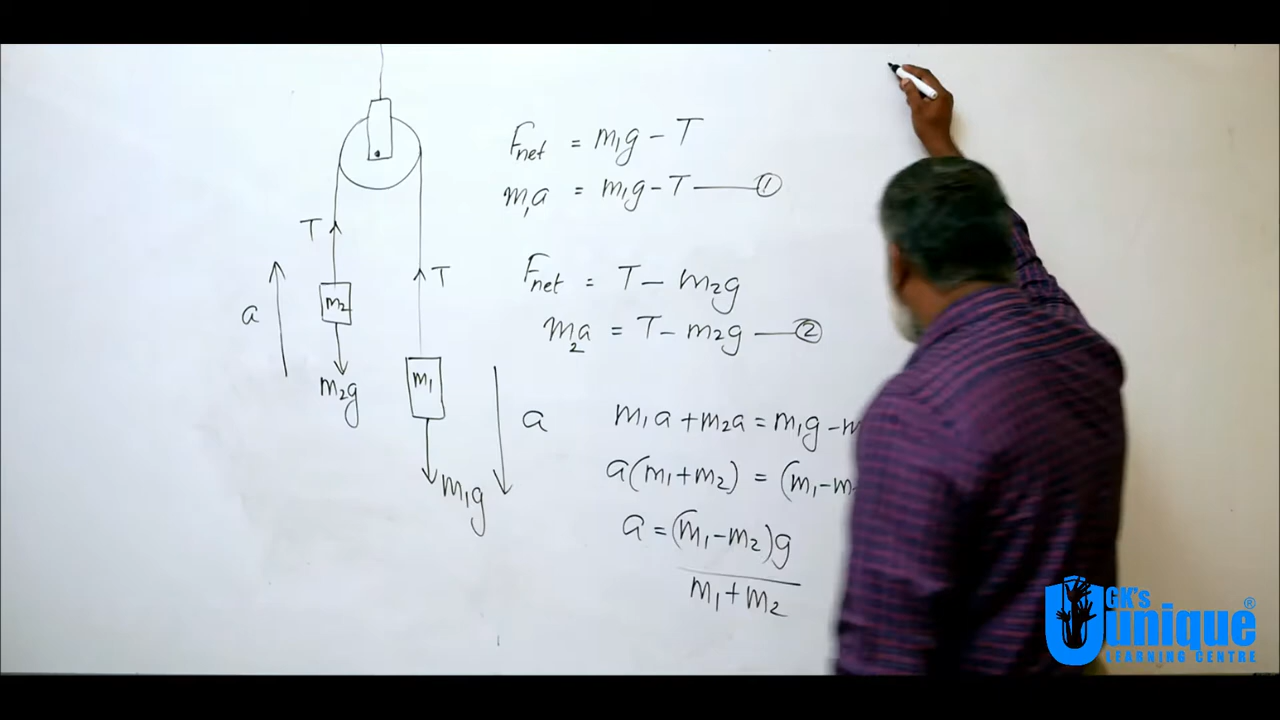 Fnet = m1g - T
m1a = m1g - T —— ①
T
Fnet = T - m2g
T
m2
a
m2a = T - m2g —— ②
m2g
m1
a
m1a + m2a = m1g -
a(m1+m2) = (m1-
m1g
a = (m1-m2)g
m1+m2
GK's
Unique®
LEARNING CENTRE